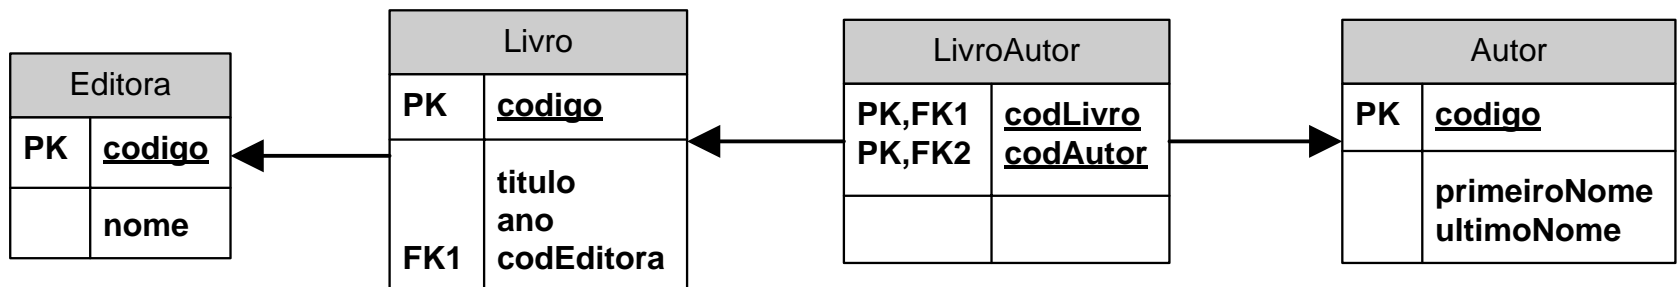 Editora
PK codigo
nome
Livro
PK codigo
titulo
ano
FK1 codEditora
LivroAutor
PK,FK1 codLivro
PK,FK2 codAutor
Autor
PK codigo
primeiroNome
ultimoNome